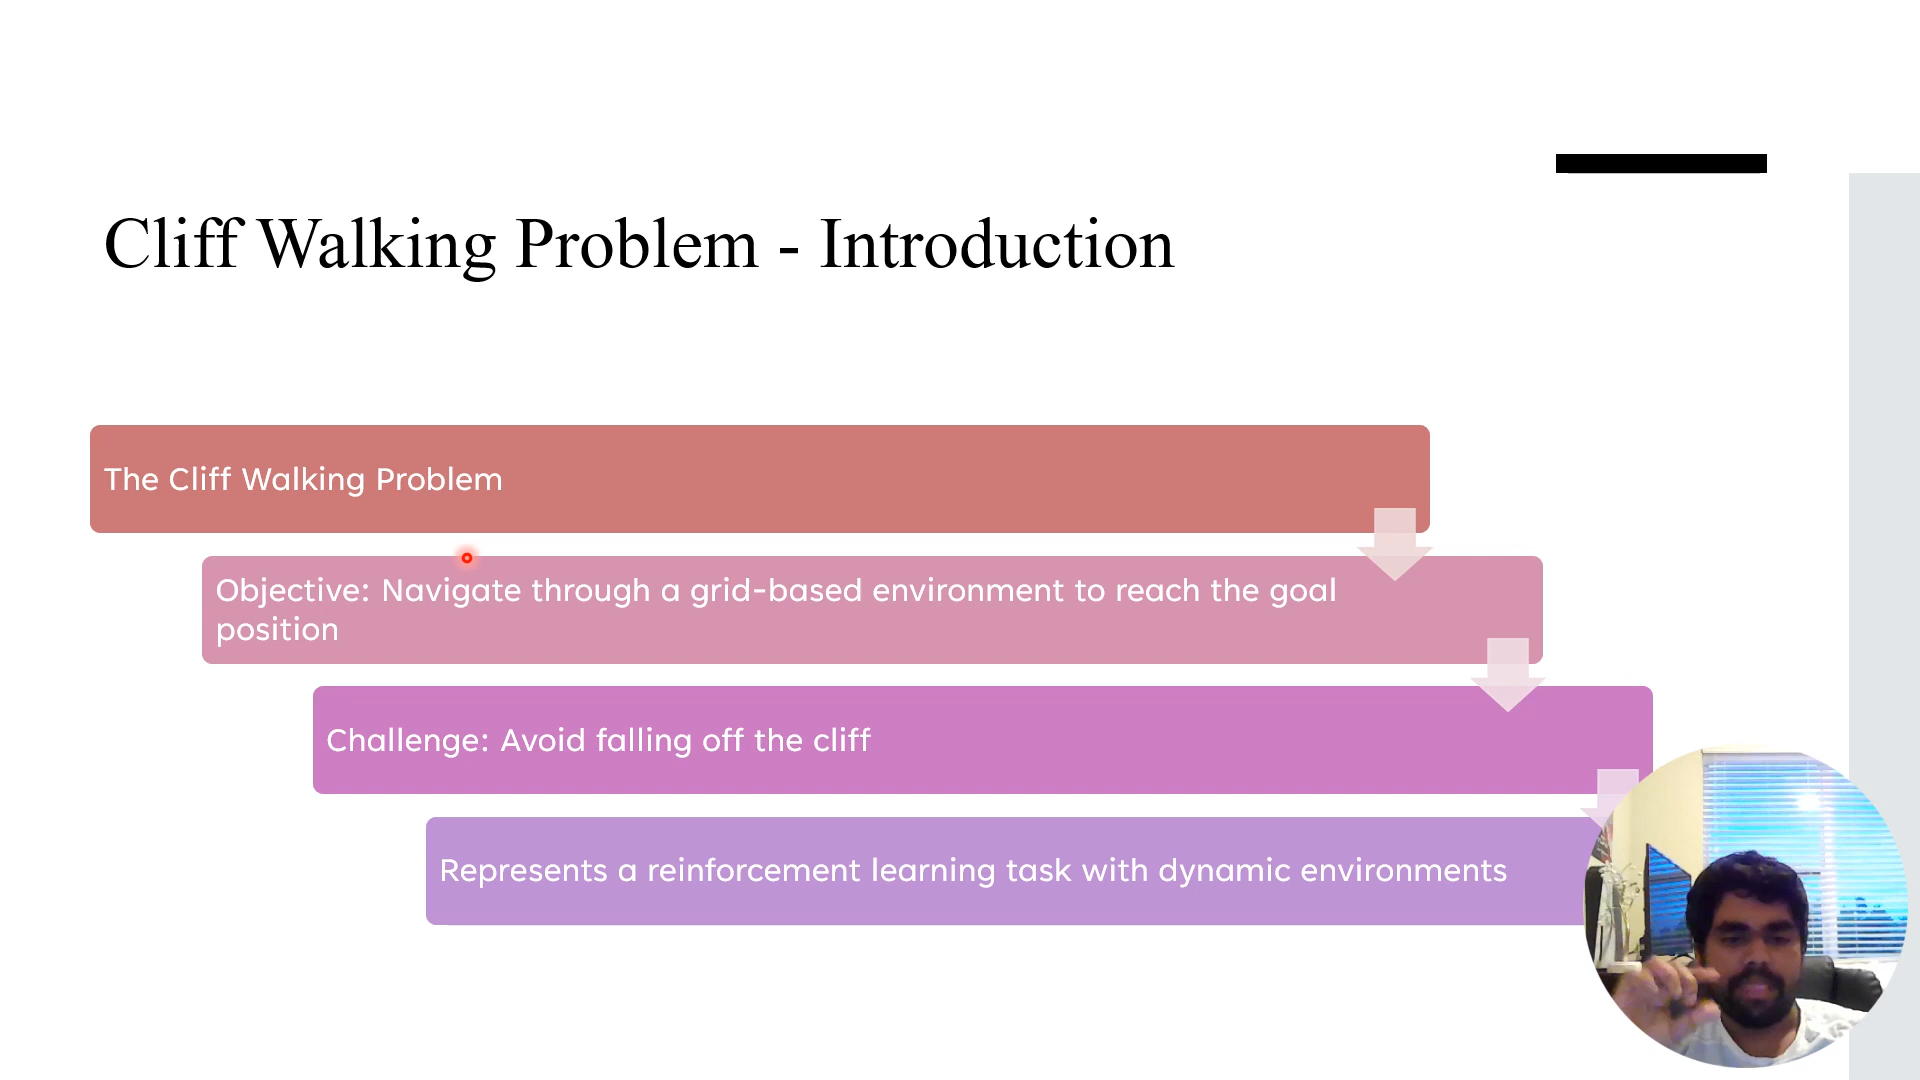 Cliff Walking Problem - Introduction
The Cliff Walking Problem
Objective: Navigate through a grid-based environment to reach the goal
position
Challenge: Avoid falling off the cliff
Represents a reinforcement learning task with dynamic environments